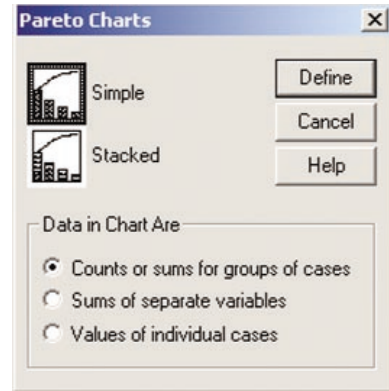 Pareto Charts
Simple
Stacked
Define
Cancel
Help
Data in Chart Are
Counts or sums for groups of cases
Sums of separate variables
Values of individual cases